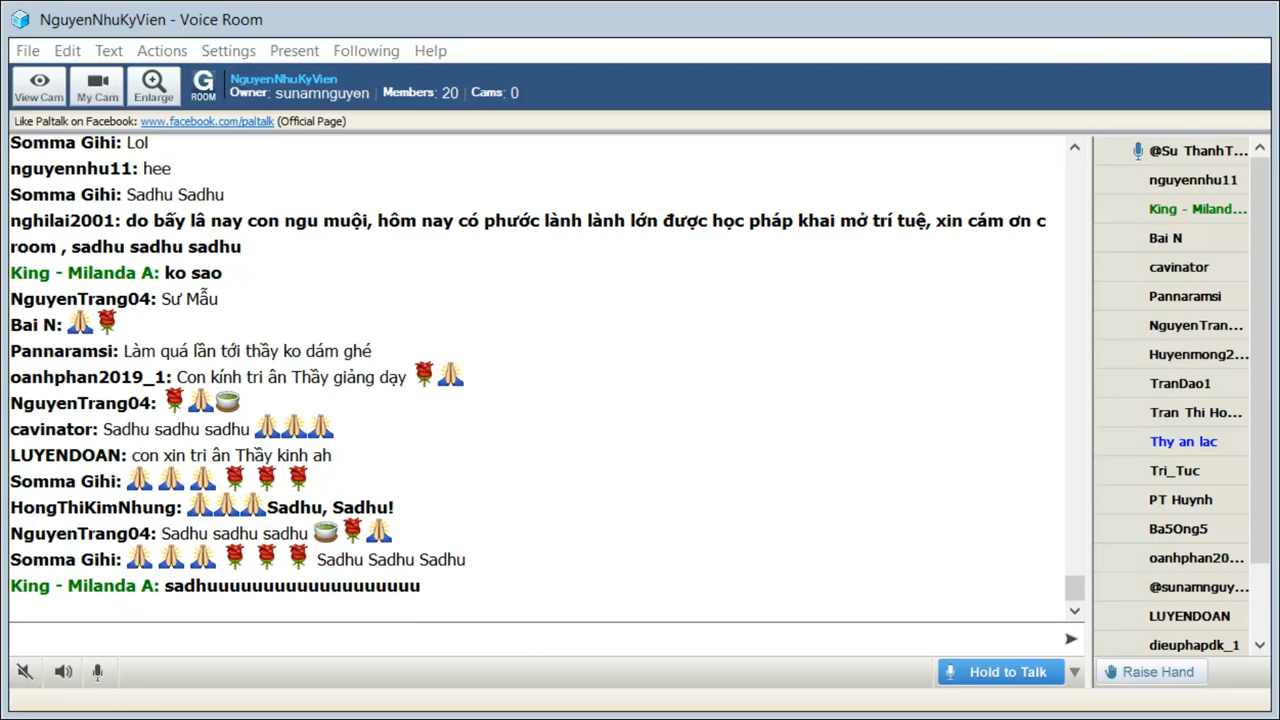 NguyenNhuKyVien - Voice Room
File Edit Text Actions Settings Present Following Help
View Cam My Cam Enlarge G ROOM
NguyenNhuKyVien
Owner: sunamnguyen | Members: 20 | Cams: 0
Like Paltalk on Facebook: www.facebook.com/paltalk (Official Page)
Somma Gihi: Lol
nguyennhu11: hee
Somma Gihi: Sadhu Sadhu
nghilai2001: do bấy lâ nay con ngu muội, hôm nay có phước lành lành lớn được học pháp khai mở trí tuệ, xin cám ơn c
room , sadhu sadhu sadhu
King - Milanda A: ko sao
NguyenTrang04: Sư Mẫu
Bai N: 🙏🌹
Pannaramsi: Làm quá lần tới thầy ko dám ghé
oanhphan2019_1: Con kính tri ân Thầy giảng dạy 🌹🙏
NguyenTrang04: 🌹🙏🍵
cavinator: Sadhu sadhu sadhu 🙏🙏🙏
LUYENDOAN: con xin tri ân Thầy kinh ah
Somma Gihi: 🙏 🙏 🙏 🌹 🌹 🌹
HongThiKimNhung: 🙏🙏🙏Sadhu, Sadhu!
NguyenTrang04: Sadhu sadhu sadhu 🍵🌹🙏
Somma Gihi: 🙏 🙏 🙏 🌹 🌹 🌹 Sadhu Sadhu Sadhu
King - Milanda A: sadhuuuuuuuuuuuuuuuuuuuu
Hold to Talk
@Su ThanhT...
nguyennhu11
King - Miland...
Bai N
cavinator
Pannaramsi
NguyenTran...
Huyenmong2...
TranDao1
Tran Thi Ho...
Thy an lac
Tri_Tuc
PT Huynh
Ba5Ong5
oanhphan20...
@sunamnguy...
LUYENDOAN
dieuphapdk_1
Raise Hand